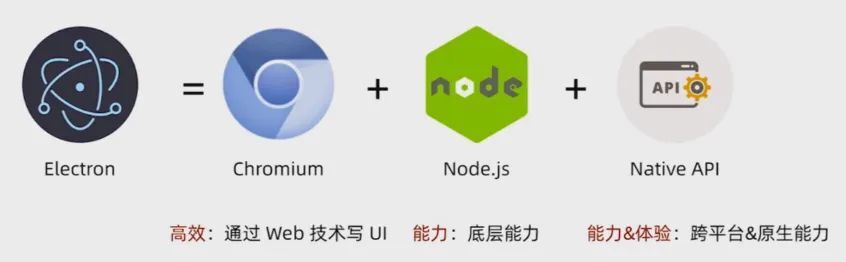 = + node + API
Electron Chromium Node.js Native API
高效：通过 Web 技术写 UI 能力：底层能力 能力&体验：跨平台&原生能力